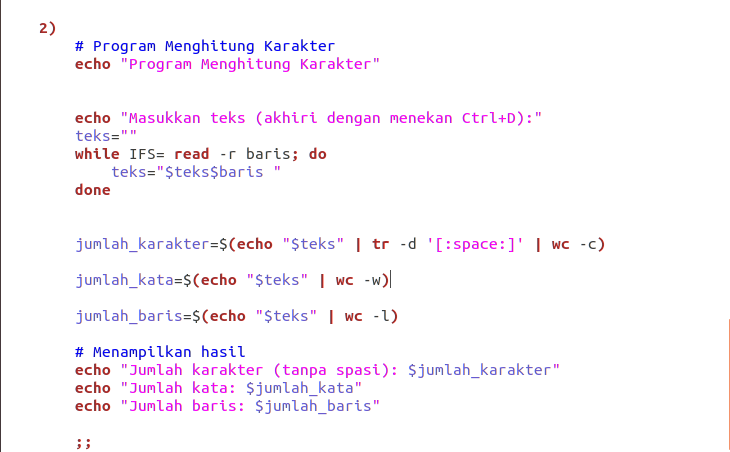 2)
# Program Menghitung Karakter
echo "Program Menghitung Karakter"
echo "Masukkan teks (akhiri dengan menekan Ctrl+D):"
teks=""
while IFS= read -r baris; do
teks="$teks$baris "
done
jumlah_karakter=$(echo "$teks" | tr -d '[:space:]' | wc -c)
jumlah_kata=$(echo "$teks" | wc -w)
jumlah_baris=$(echo "$teks" | wc -l)
# Menampilkan hasil
echo "Jumlah karakter (tanpa spasi): $jumlah_karakter"
echo "Jumlah kata: $jumlah_kata"
echo "Jumlah baris: $jumlah_baris"
;;